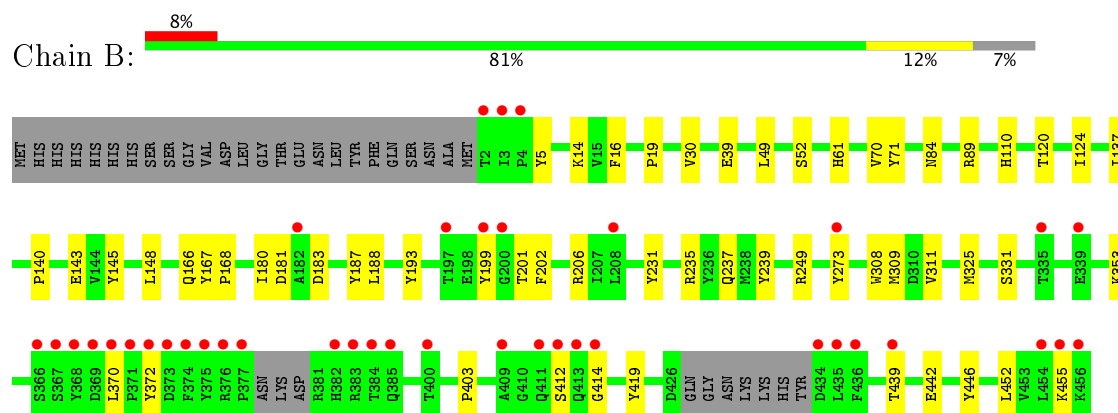 8%
Chain B:
81% 12% 7%
MET HIS HIS HIS HIS HIS HIS SER SER GLY VAL ASP LEU GLY THR GLU ASN LEU TYR PHE GLN SER ASN ALA MET T2 I3 P4 Y5 K14 V15 F16 P19 V30 E39 L49 S52 H61 V70 Y71 N84 R89 H110 T120 I124
P140 E143 V144 Y145 L148 Q166 Y167 P168 I180 D181 A182 D183 Y187 L188 Y193 T197 E198 Y199 G200 T201 F202 R206 I207 L208 Y231 R235 Y236 Q237 M238 Y239 R249 Y273 W308 M309 D310 V311 M325 S331 T335 E339
S366 S367 Y368 D369 L370 P371 Y372 D373 F374 Y375 R376 P377 ASN LYS ASP R381 H382 R383 T384 Q385 T400 P403 A409 G410 Q411 S412 Q413 G414 Y419 D426 GLN GLY ASN LYS LYS HIS TYR D434 L435 F436 T439 E442 Y446 L452 V453 L454 K455 K456